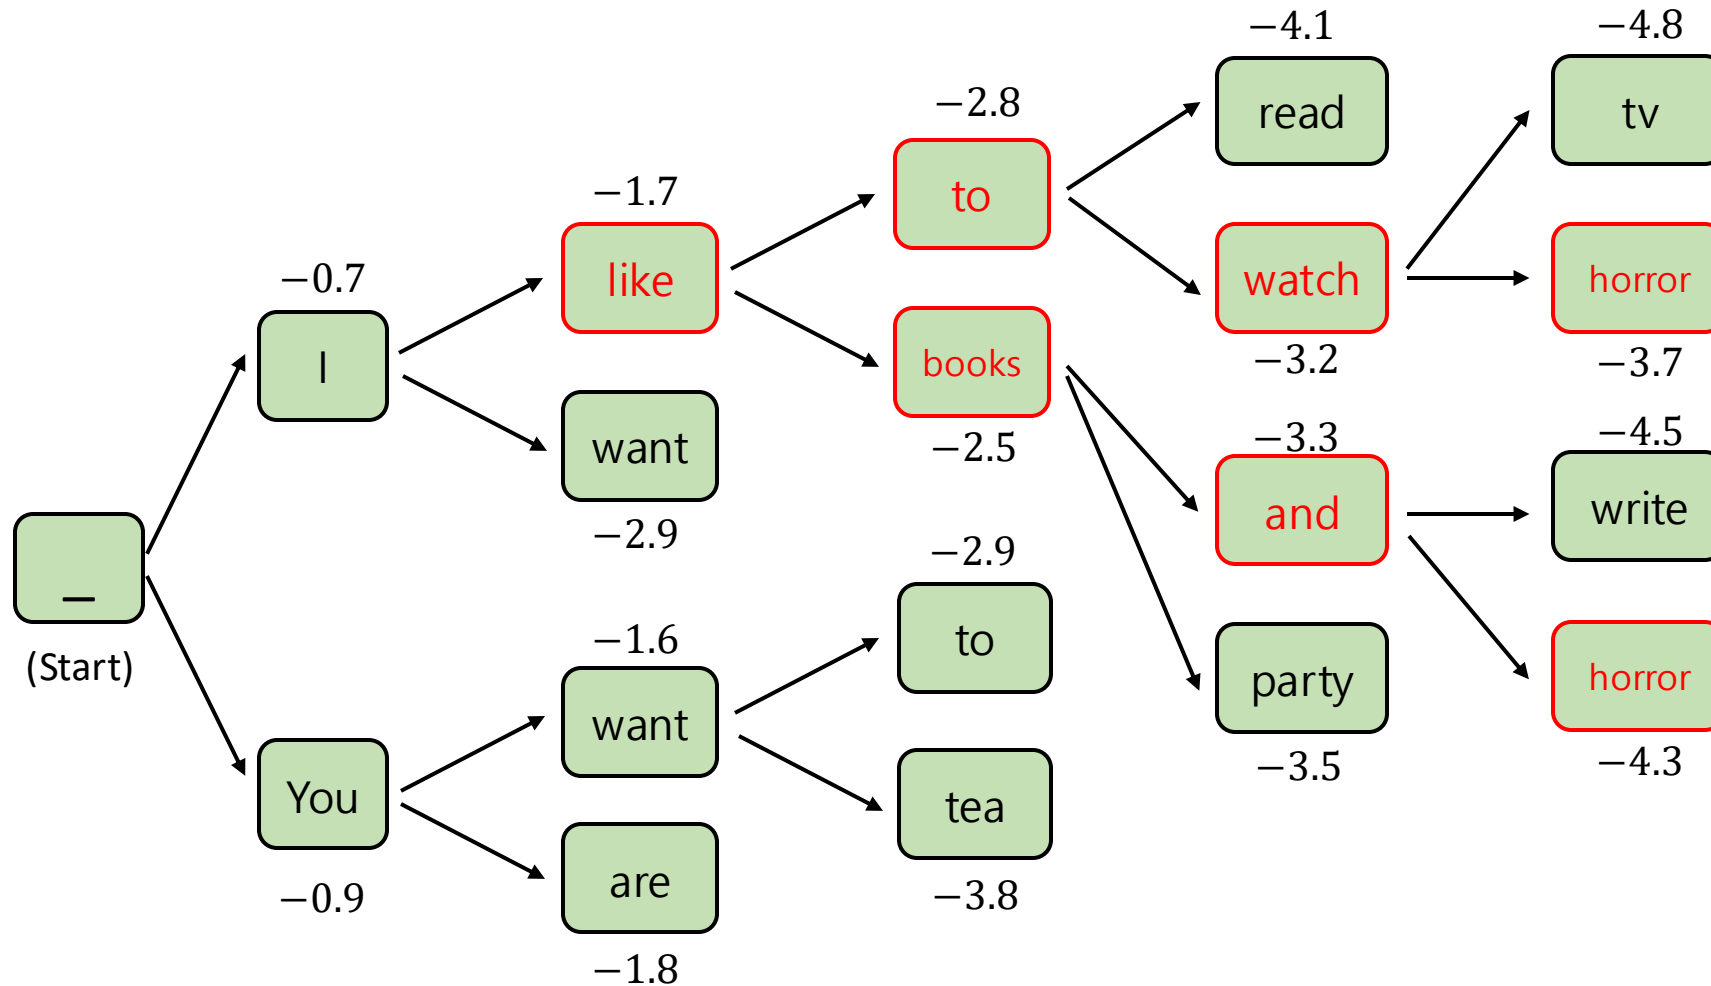 −4.1
−4.8
read
tv
−2.8
to
−1.7
like
watch
horror
−0.7
I
−3.2
−3.7
books
−2.5
want
−2.9
−3.3
−4.5
and
write
_
(Start)
−2.9
to
−1.6
want
party
horror
−3.5
−4.3
You
−0.9
tea
−3.8
are
−1.8